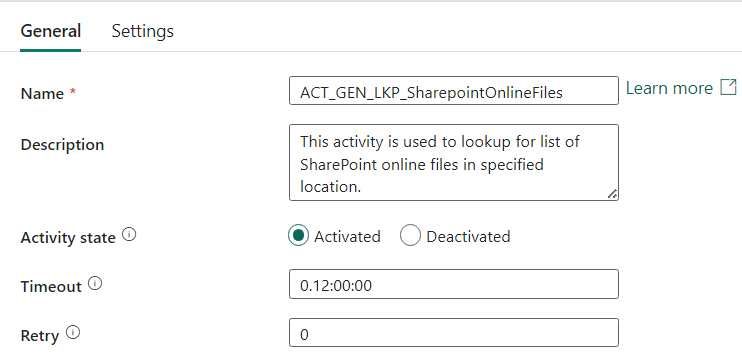 General Settings
Name * ACT_GEN_LKP_SharepointOnlineFiles Learn more
Description This activity is used to lookup for list of
SharePoint online files in specified
location.
Activity state Activated Deactivated
Timeout 0.12:00:00
Retry 0